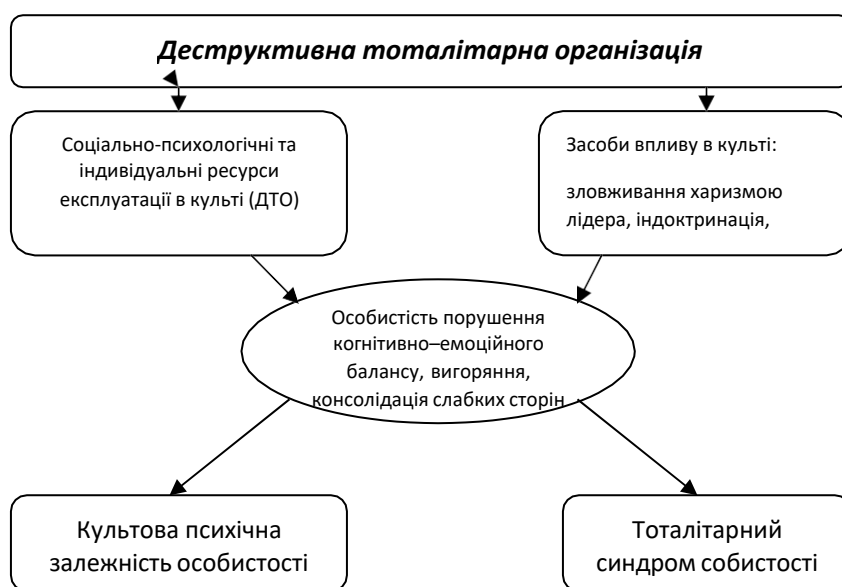 Деструктивна тоталітарна організація
Соціально-психологічні та
індивідуальні ресурси
експлуатації в культі (ДТО)
Засоби впливу в культі:
зловживання харизмою
лідера, індоктринація,
Особистість порушення
когнітивно–емоційного
балансу, вигоряння,
консолідація слабких сторін
Культова психічна
залежність особистості
Тоталітарний
синдром собистості